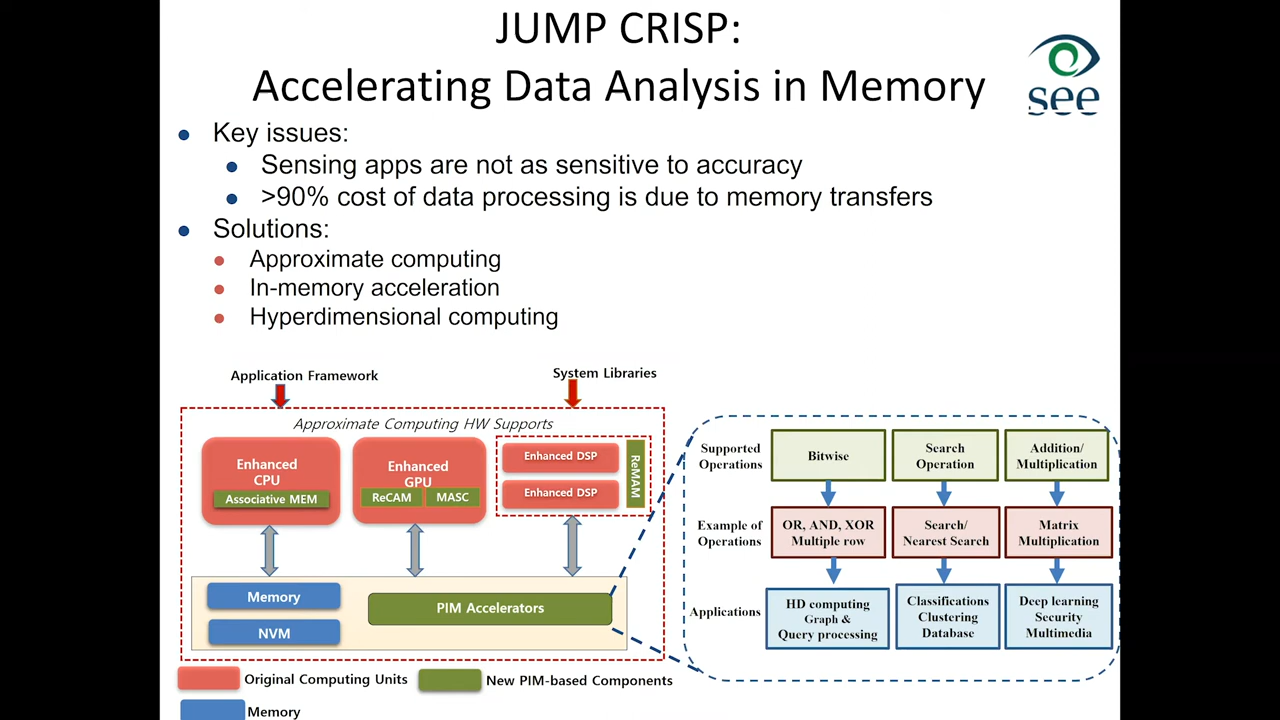 JUMP CRISP:
Accelerating Data Analysis in Memory
see
Key issues:
Sensing apps are not as sensitive to accuracy
>90% cost of data processing is due to memory transfers
Solutions:
Approximate computing
In-memory acceleration
Hyperdimensional computing
Application Framework
System Libraries
Approximate Computing HW Supports
Enhanced
CPU
Associative MEM
Enhanced
GPU
ReCAM
MASC
Enhanced DSP
Enhanced DSP
ReMAM
Memory
NVM
PIM Accelerators
Original Computing Units
New PIM-based Components
Memory
Supported
Operations
Bitwise
Search
Operation
Addition/
Multiplication
Example of
Operations
OR, AND, XOR
Multiple row
Search/
Nearest Search
Matrix
Multiplication
Applications
HD computing
Graph &
Query processing
Classifications
Clustering
Database
Deep learning
Security
Multimedia